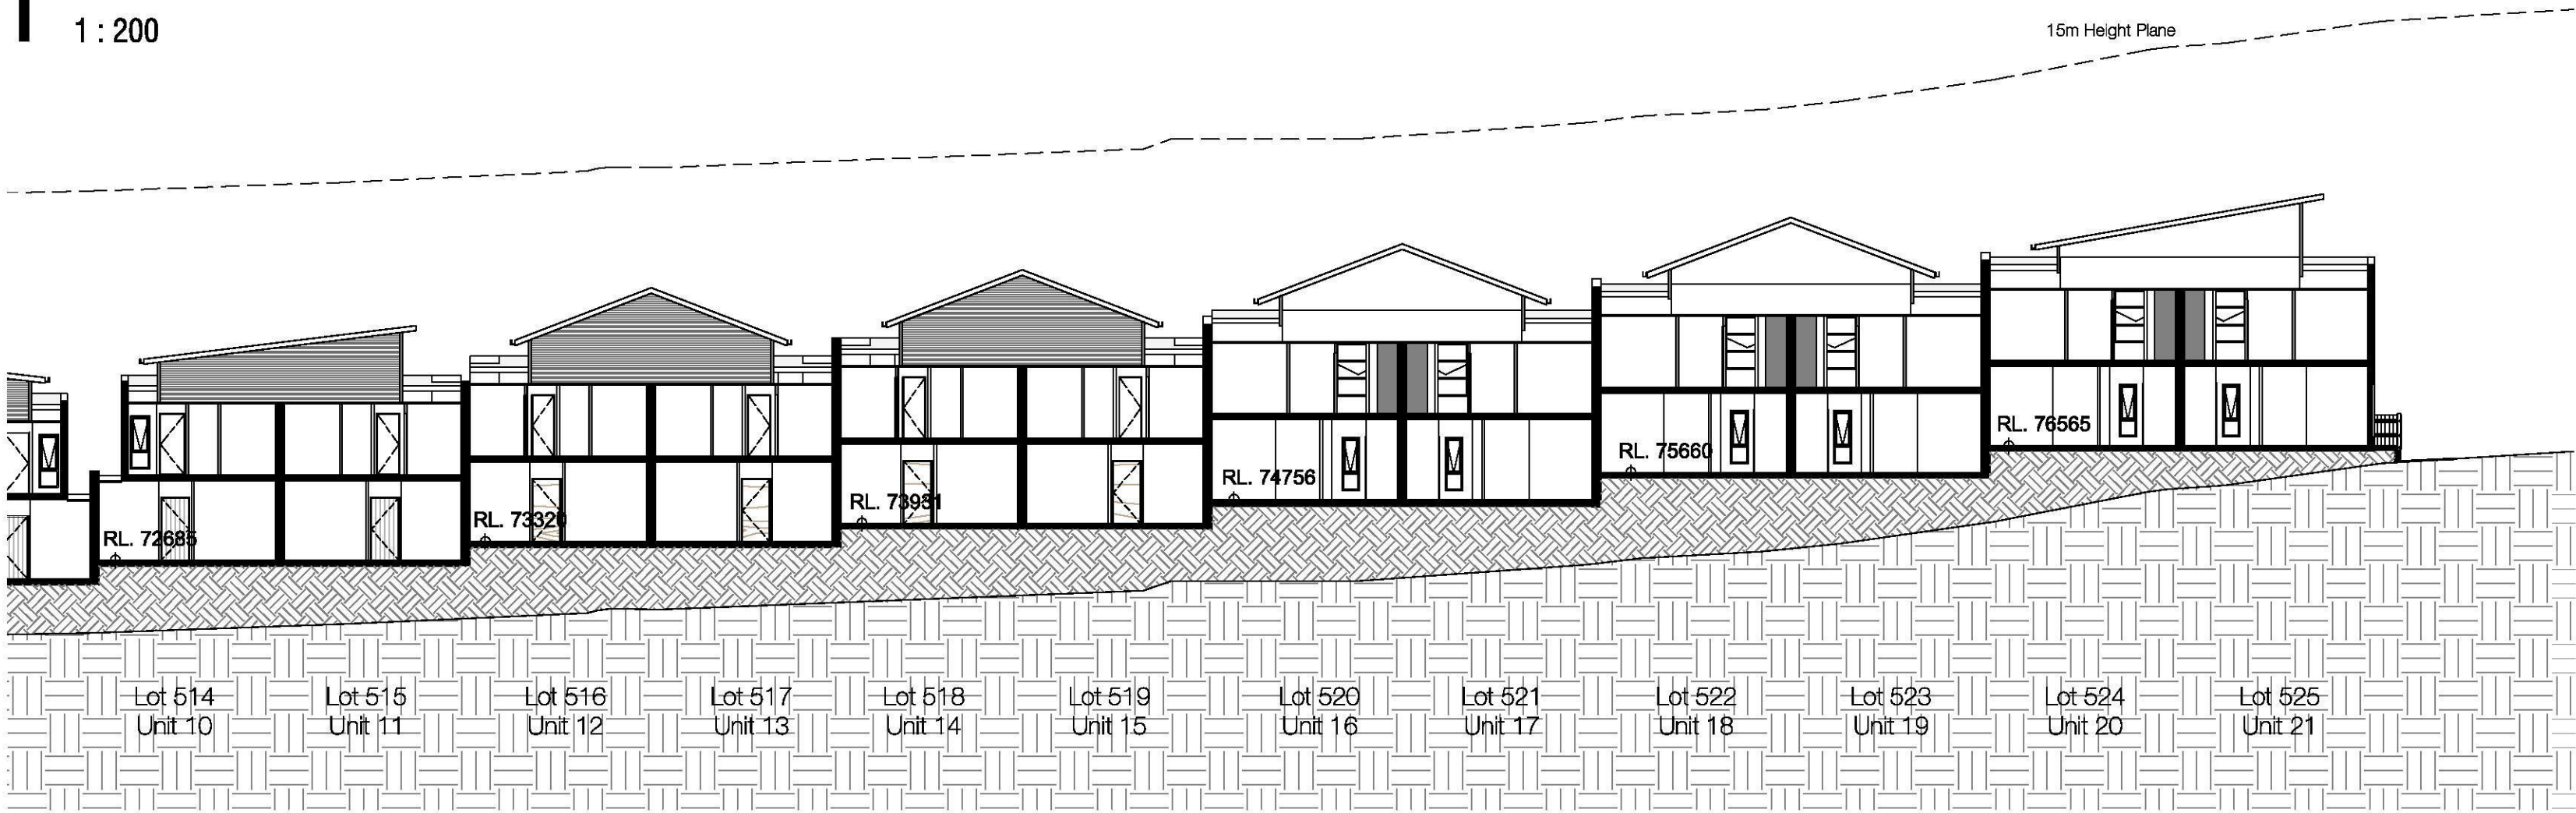 1 : 200
15m Height Plane
RL. 72685
RL. 73320
RL. 73931
RL. 74756
RL. 75660
RL. 76565
Lot 514
Unit 10
Lot 515
Unit 11
Lot 516
Unit 12
Lot 517
Unit 13
Lot 518
Unit 14
Lot 519
Unit 15
Lot 520
Unit 16
Lot 521
Unit 17
Lot 522
Unit 18
Lot 523
Unit 19
Lot 524
Unit 20
Lot 525
Unit 21